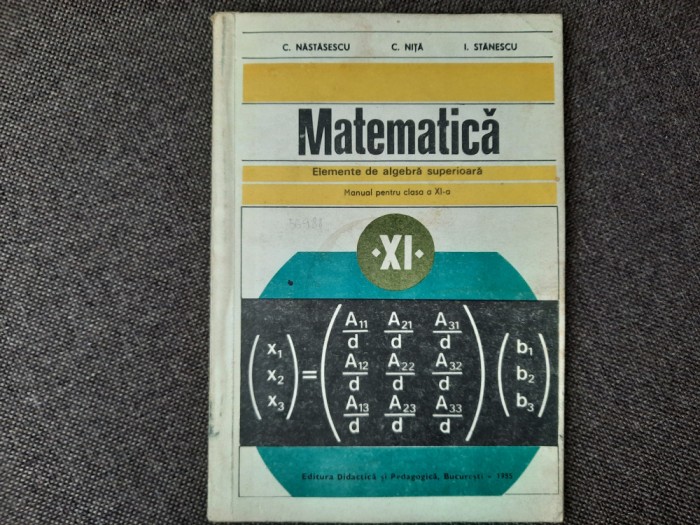 C. NĂSTĂSESCU C. NIȚĂ I. STĂNESCU
Matematică
Elemente de algebră superioară
Manual pentru clasa a XI-a
·XI·
x₁ A₁₁/d A₂₁/d A₃₁/d b₁
x₂ = A₁₂/d A₂₂/d A₃₂/d b₂
x₃ A₁₃/d A₂₃/d A₃₃/d b₃
Editura Didactică și Pedagogică, București -